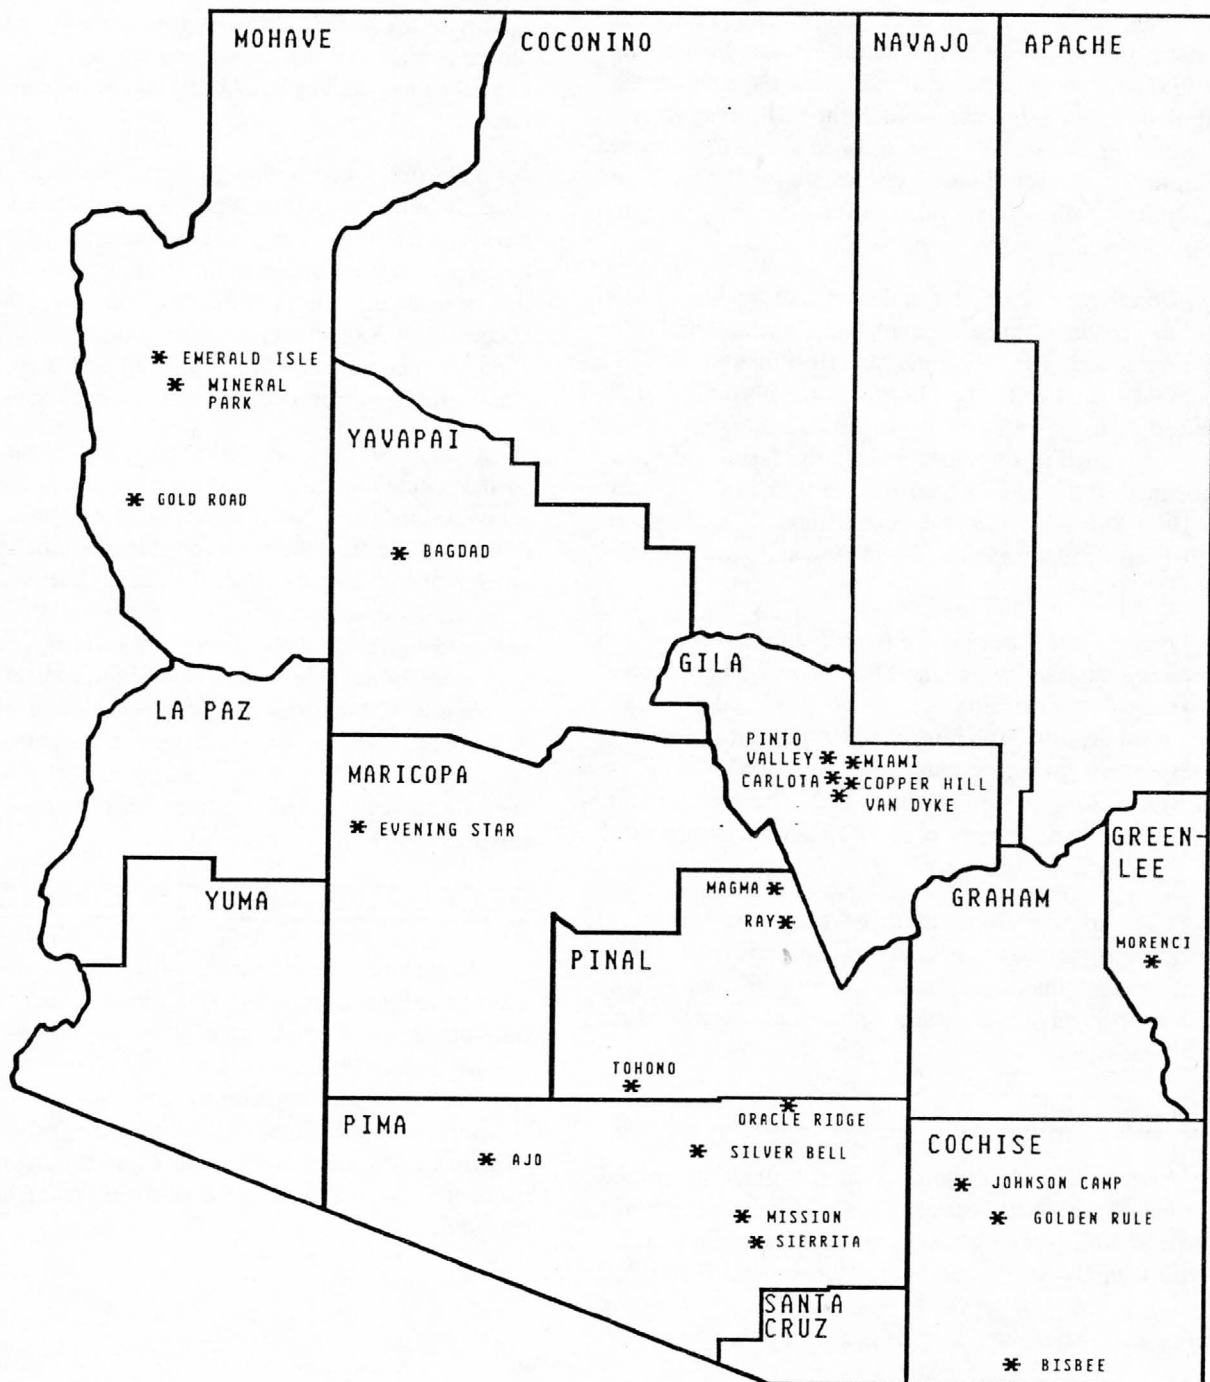 MOHAVE
COCONINO
NAVAJO
APACHE
EMERALD ISLE
MINERAL
PARK
YAVAPAI
GOLD ROAD
BAGDAD
GILA
LA PAZ
PINTO
VALLEY
MIAMI
CARLOTA
COPPER HILL
VAN DYKE
MARICOPA
EVENING STAR
GREEN-
LEE
YUMA
MAGMA
GRAHAM
RAY
MORENCI
PINAL
TOHONO
PIMA
ORACLE RIDGE
COCHISE
AJO
SILVER BELL
JOHNSON CAMP
MISSION
GOLDEN RULE
SIERRITA
SANTA
CRUZ
BISBEE